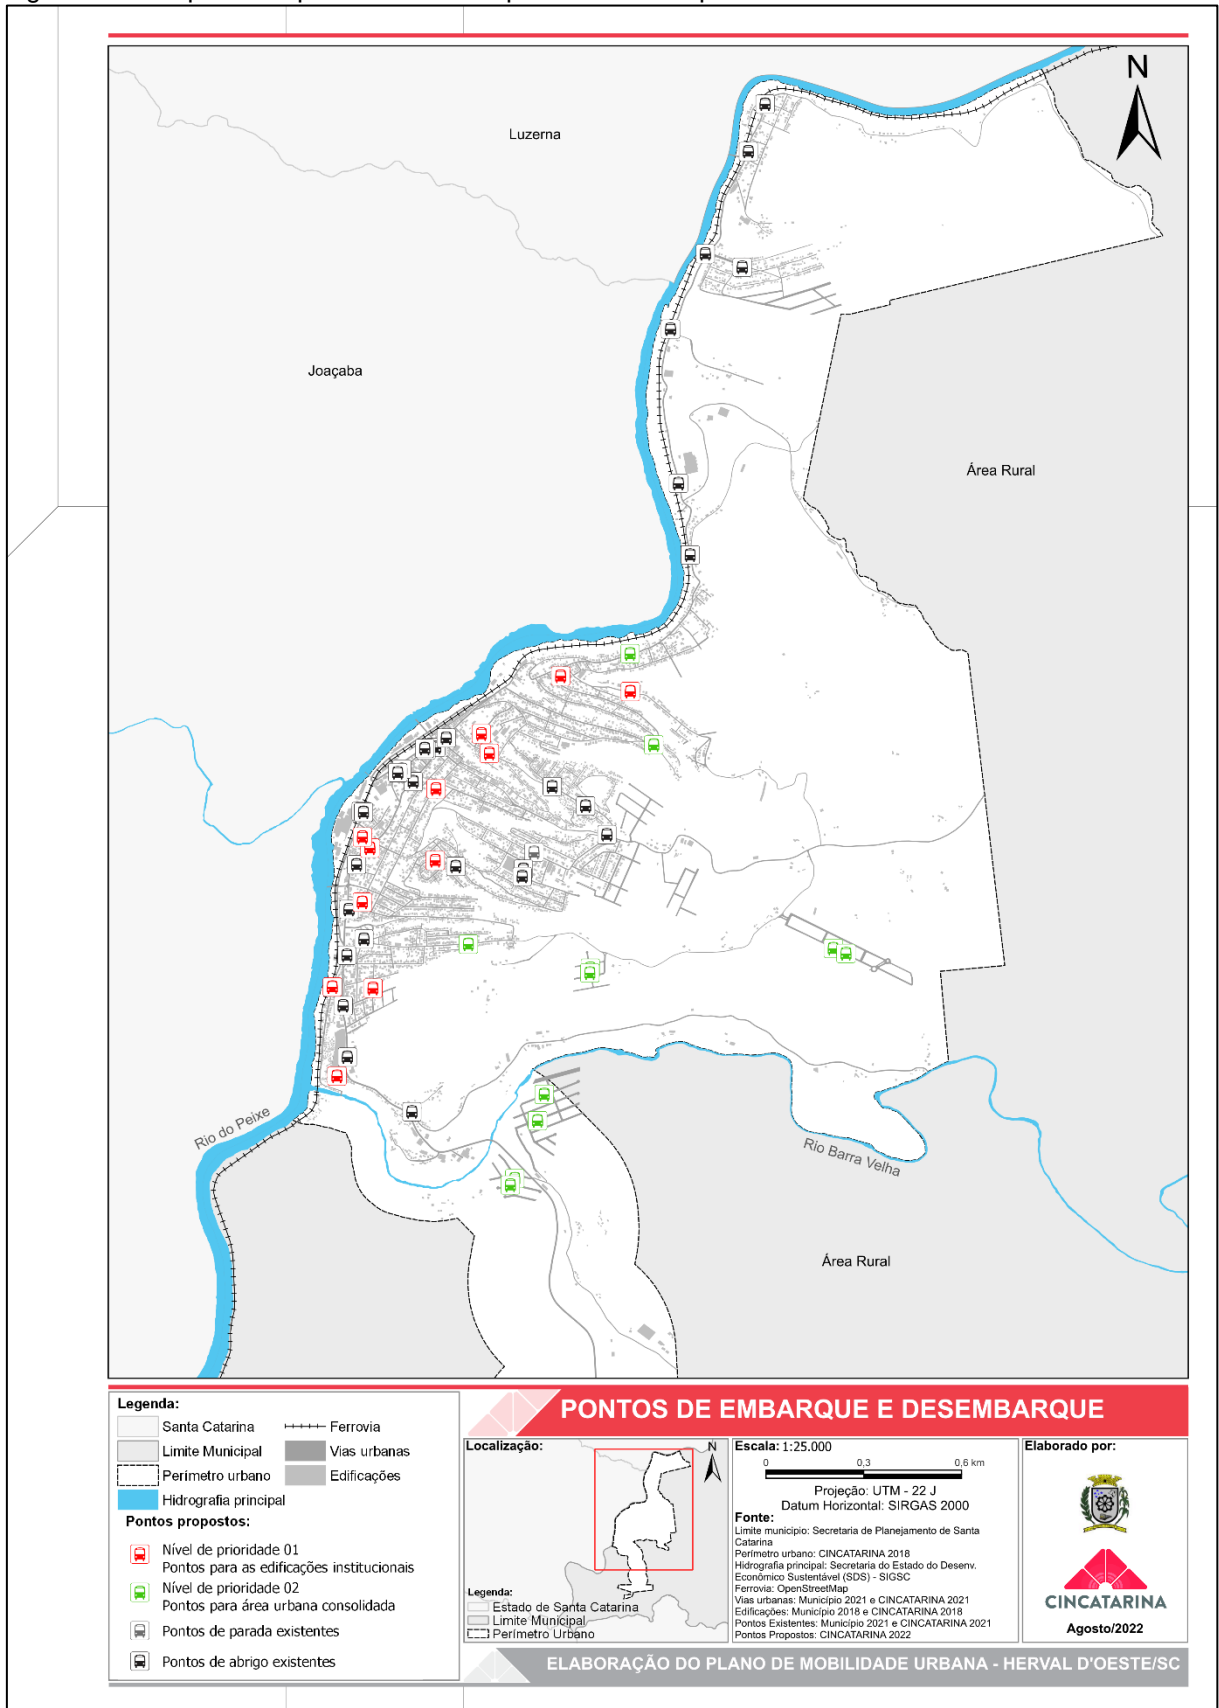 N
Luzerna
Joaçaba
Área Rural
Rio do Peixe
Rio Barra Velha
Área Rural
Legenda:
Santa Catarina
Ferrovia
Limite Municipal
Vias urbanas
Perímetro urbano
Edificações
Hidrografia principal
Pontos propostos:
Nível de prioridade 01
Pontos para as edificações institucionais
Nível de prioridade 02
Pontos para área urbana consolidada
Pontos de parada existentes
Pontos de abrigo existentes
PONTOS DE EMBARQUE E DESEMBARQUE
Localização:
N
Legenda:
Estado de Santa Catarina
Limite Municipal
Perímetro Urbano
Escala: 1:25.000
0 0,3 0,6 km
Projeção: UTM - 22 J
Datum Horizontal: SIRGAS 2000
Fonte:
Limite município: Secretaria de Planejamento de Santa
Catarina
Perímetro urbano: CINCATARINA 2018
Hidrografia principal: Secretaria do Estado do Desenv.
Econômico Sustentável (SDS) - SIGSC
Ferrovia: OpenStreetMap
Vias urbanas: Município 2021 e CINCATARINA 2021
Edificações: Município 2018 e CINCATARINA 2018
Pontos Existentes: Município 2021 e CINCATARINA 2021
Pontos Propostos: CINCATARINA 2022
Elaborado por:
CINCATARINA
Agosto/2022
ELABORAÇÃO DO PLANO DE MOBILIDADE URBANA - HERVAL D'OESTE/SC